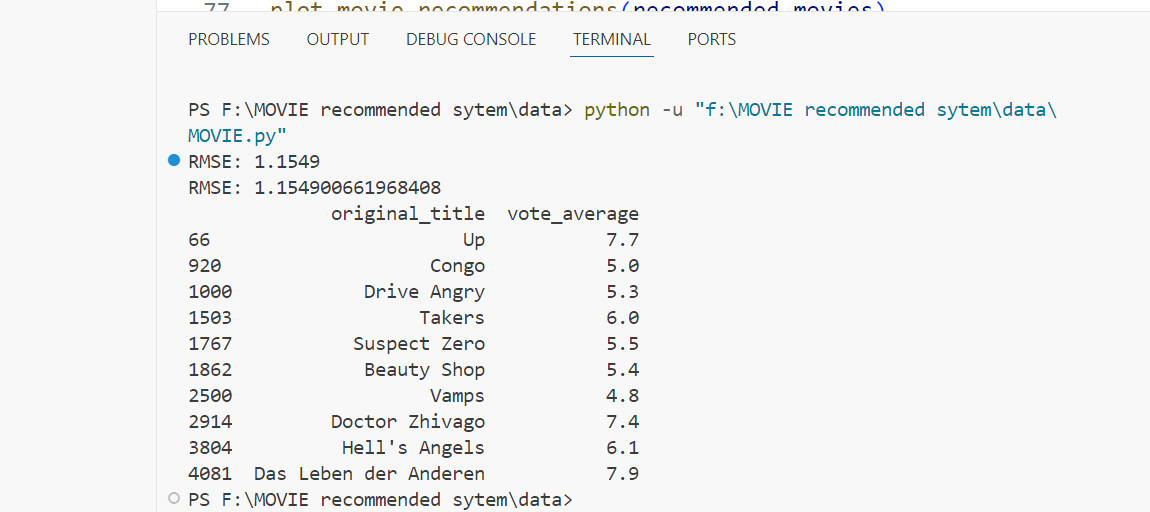 77 plot_movie_recommendations(recommended_movies)
PROBLEMS OUTPUT DEBUG CONSOLE TERMINAL PORTS
PS F:\MOVIE recommended sytem\data> python -u "f:\MOVIE recommended sytem\data\
MOVIE.py"
RMSE: 1.1549
RMSE: 1.154900661968408
original_title vote_average
66 Up 7.7
920 Congo 5.0
1000 Drive Angry 5.3
1503 Takers 6.0
1767 Suspect Zero 5.5
1862 Beauty Shop 5.4
2500 Vamps 4.8
2914 Doctor Zhivago 7.4
3804 Hell's Angels 6.1
4081 Das Leben der Anderen 7.9
PS F:\MOVIE recommended sytem\data>